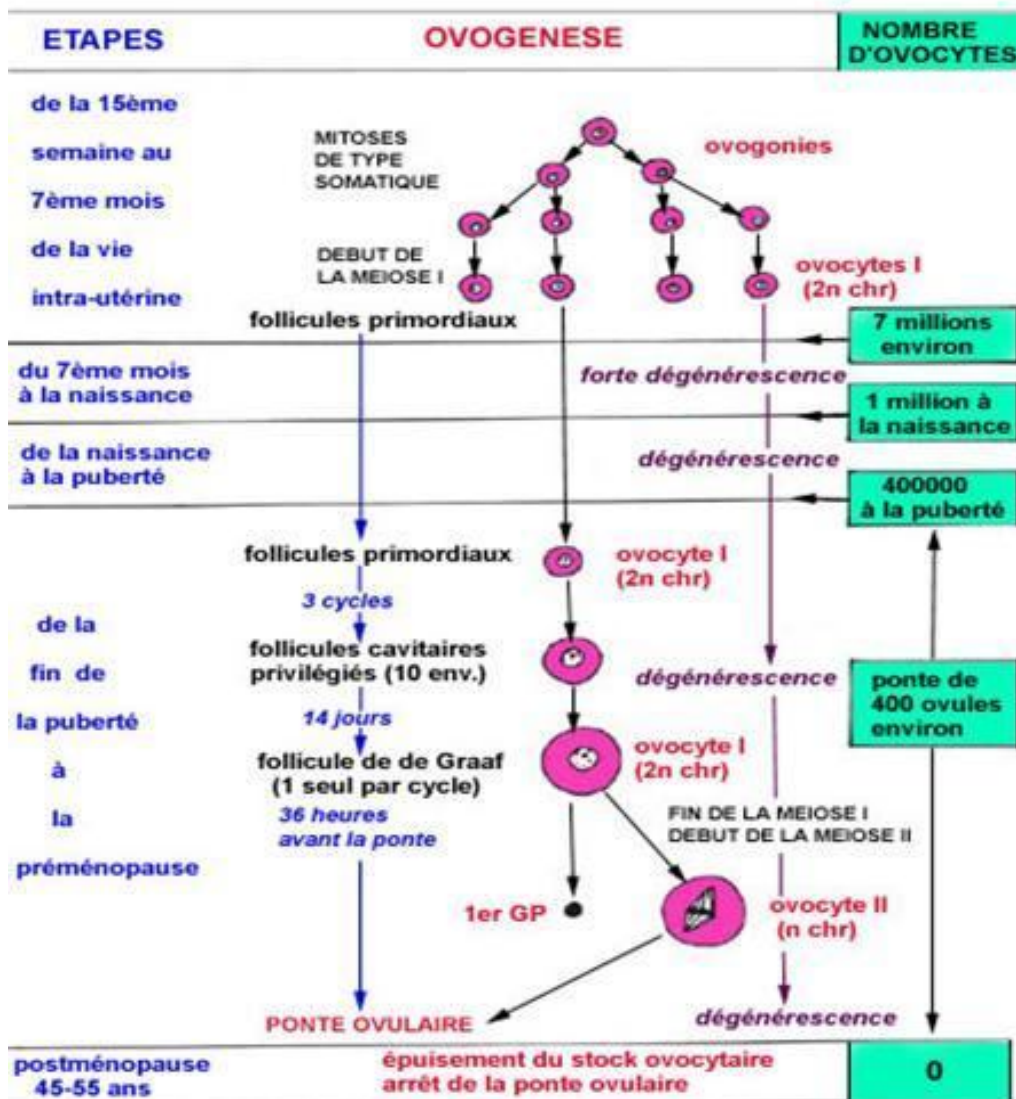 ETAPES
OVOGENESE
NOMBRE
D'OVOCYTES
de la 15ème
semaine au
7ème mois
de la vie
intra-utérine
MITOSES
DE TYPE
SOMATIQUE
ovogonies
DEBUT DE
LA MEIOSE I
ovocytes I
(2n chr)
follicules primordiaux
7 millions
environ
du 7ème mois
à la naissance
forte dégénérescence
1 million à
la naissance
de la naissance
à la puberté
dégénérescence
400000
à la puberté
follicules primordiaux
ovocyte I
(2n chr)
3 cycles
de la
fin de
la puberté
à
la
préménopause
follicules cavitaires
privilégiés (10 env.)
dégénérescence
ponte de
400 ovules
environ
14 jours
follicule de de Graaf
(1 seul par cycle)
ovocyte I
(2n chr)
36 heures
avant la ponte
FIN DE LA MEIOSE I
DEBUT DE LA MEIOSE II
1er GP
ovocyte II
(n chr)
PONTE OVULAIRE
dégénérescence
postménopause
45-55 ans
épuisement du stock ovocytaire
arrêt de la ponte ovulaire
0